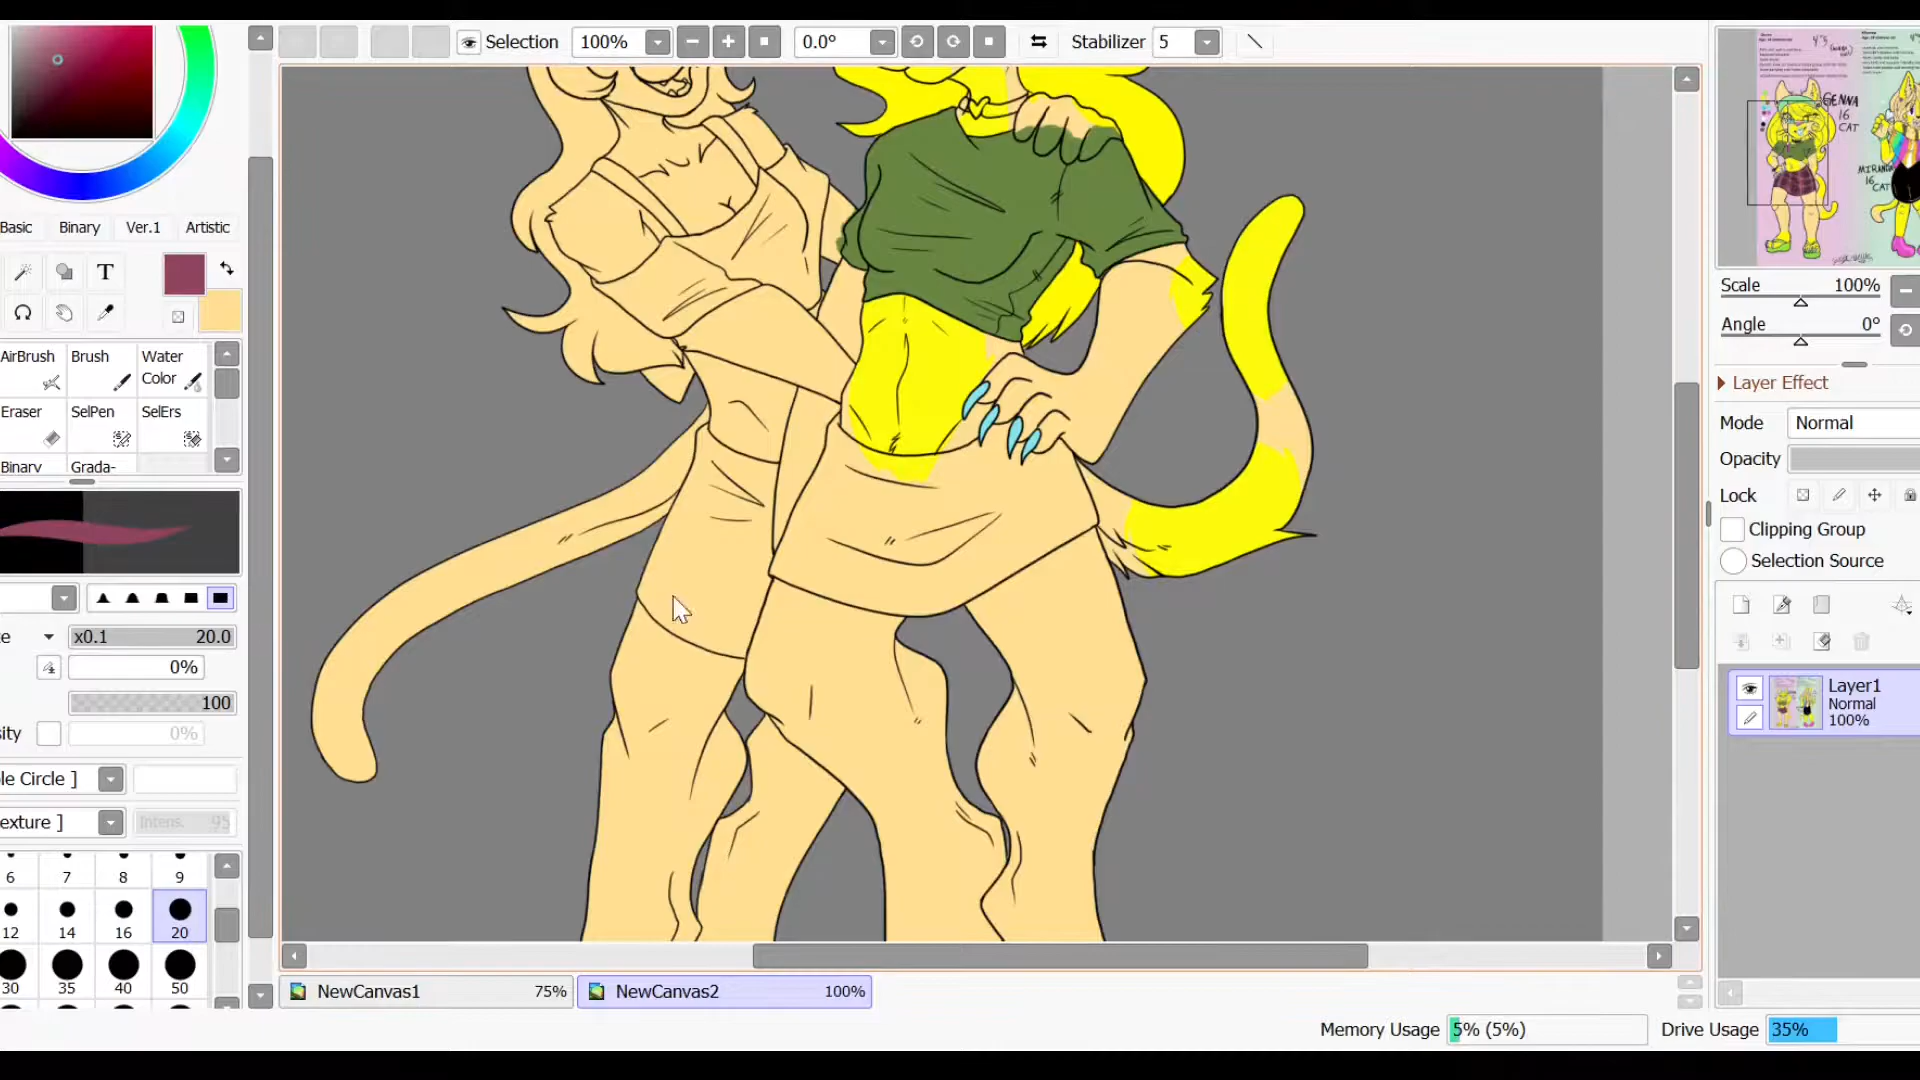 Selection
100%
0.0°
Stabilizer 5
GENNA
16
CAT
MIRANDA
16
CAT
Basic
Binary
Ver.1
Artistic
T
Scale 100%
Angle 0°
AirBrush
Brush
Water
Color
Eraser
SelPen
SelErs
Binary
Grada-
Layer Effect
Mode Normal
Opacity
Lock
Clipping Group
Selection Source
x0.1 20.0
0%
100
sity 0%
le Circle ]
exture ]
Intens. 95
6 7 8 9
12 14 16 20
30 35 40 50
Layer1
Normal
100%
NewCanvas1 75%
NewCanvas2 100%
Memory Usage 5% (5%)
Drive Usage 35%